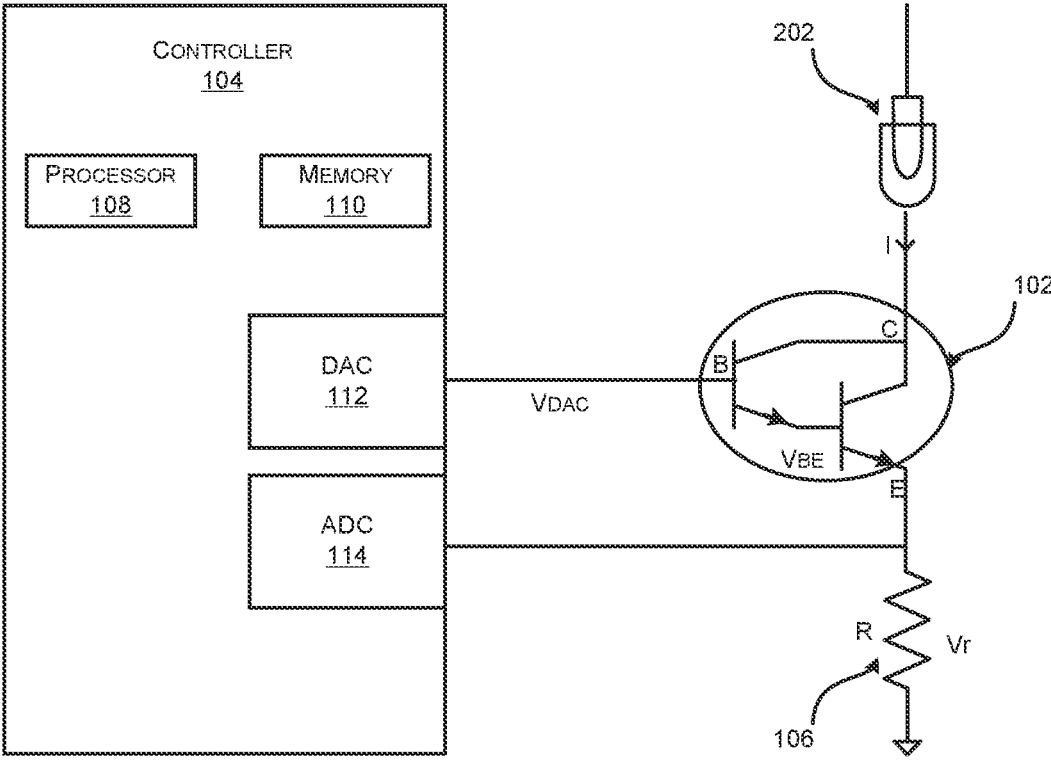 CONTROLLER
104
PROCESSOR
108
MEMORY
110
DAC
112
ADC
114
VDAC
202
I
102
C
B
VBE
E
R
Vr
106